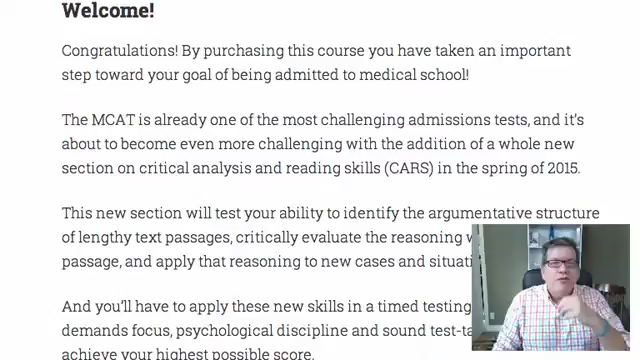 Welcome!
Congratulations! By purchasing this course you have taken an important
step toward your goal of being admitted to medical school!
The MCAT is already one of the most challenging admissions tests, and it's
about to become even more challenging with the addition of a whole new
section on critical analysis and reading skills (CARS) in the spring of 2015.
This new section will test your ability to identify the argumentative structure
of lengthy text passages, critically evaluate the reasoning
passage, and apply that reasoning to new cases and
And you'll have to apply these new skills in a timed testing
demands focus, psychological discipline and sound
achieve your highest possible score.